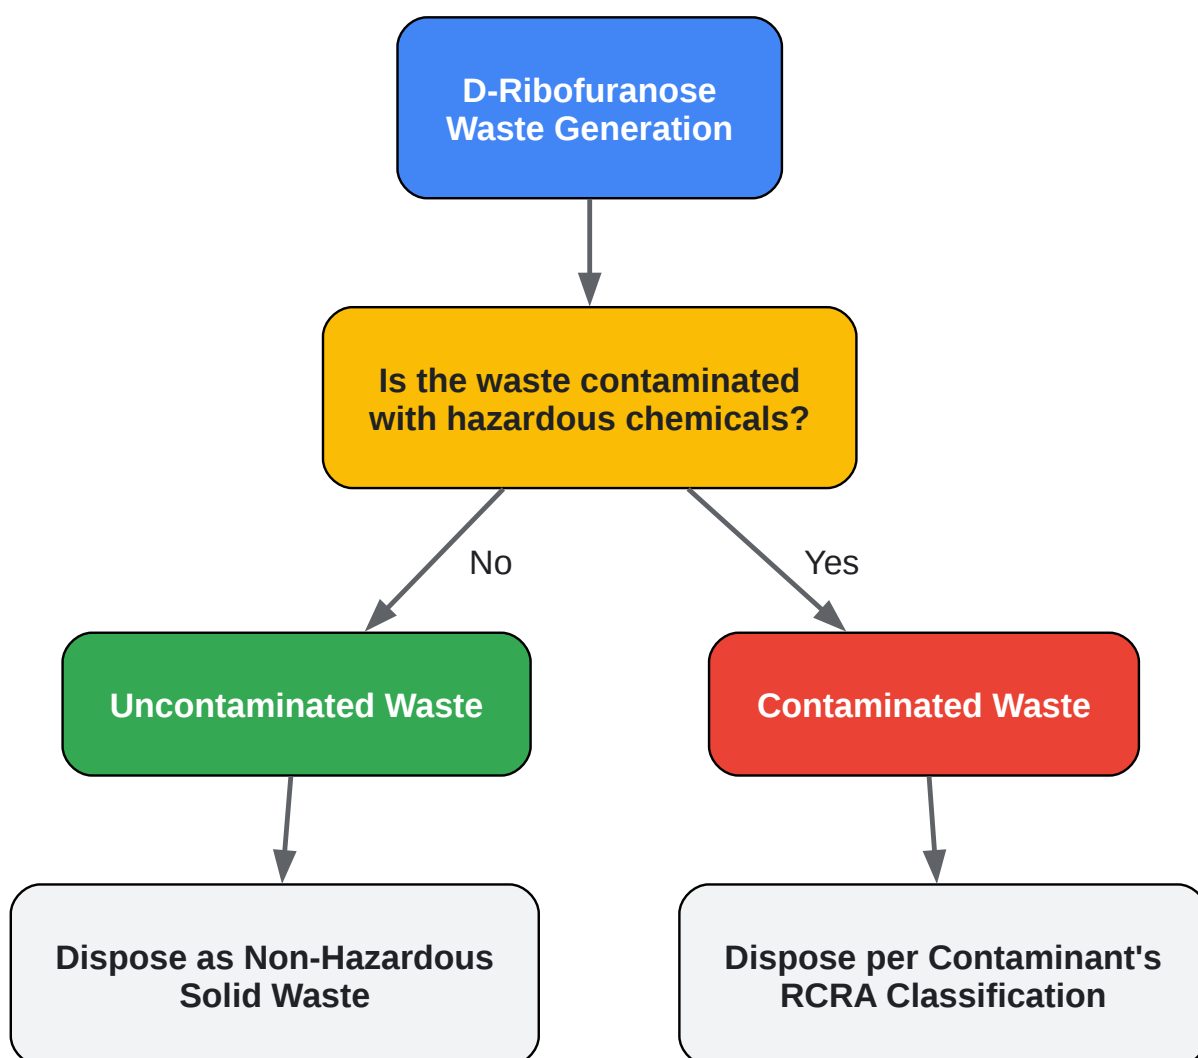 D-Ribofuranose
Waste Generation
Is the waste contaminated
with hazardous chemicals?
No
Yes
Uncontaminated Waste
Contaminated Waste
Dispose as Non-Hazardous
Solid Waste
Dispose per Contaminant's
RCRA Classification